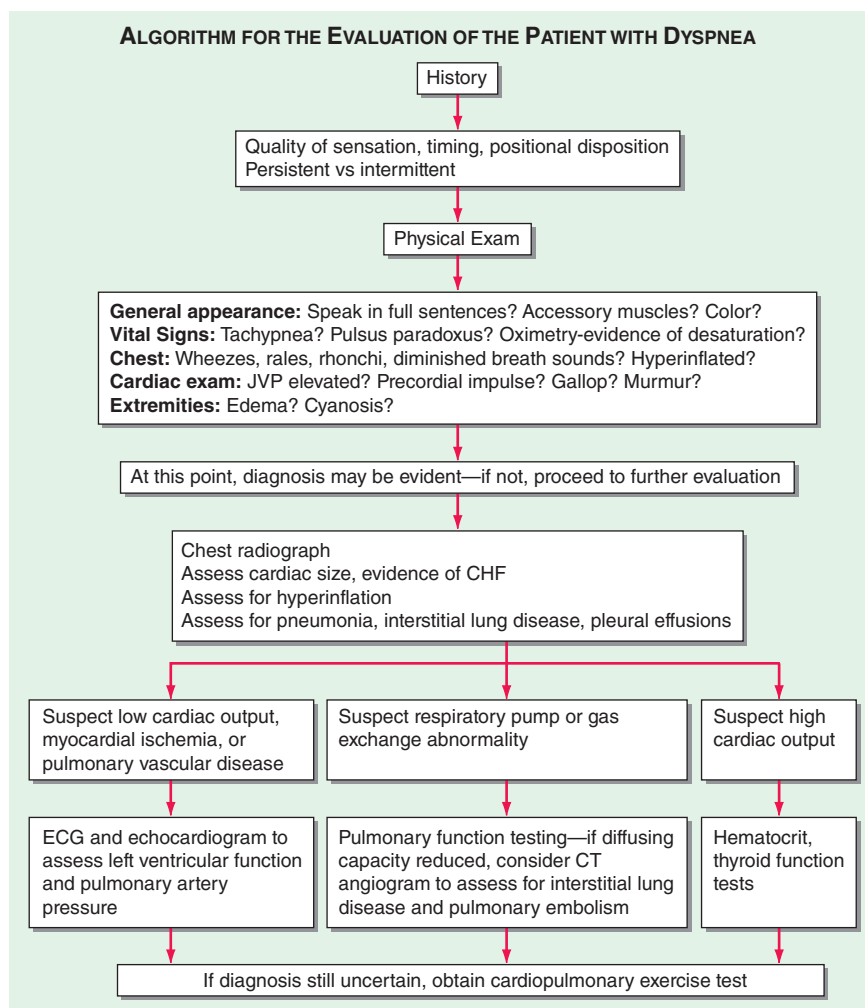 ALGORITHM FOR THE EVALUATION OF THE PATIENT WITH DYSPNEA
History
Quality of sensation, timing, positional disposition
Persistent vs intermittent
Physical Exam
General appearance: Speak in full sentences? Accessory muscles? Color?
Vital Signs: Tachypnea? Pulsus paradoxus? Oximetry-evidence of desaturation?
Chest: Wheezes, rales, rhonchi, diminished breath sounds? Hyperinflated?
Cardiac exam: JVP elevated? Precordial impulse? Gallop? Murmur?
Extremities: Edema? Cyanosis?
At this point, diagnosis may be evident—if not, proceed to further evaluation
Chest radiograph
Assess cardiac size, evidence of CHF
Assess for hyperinflation
Assess for pneumonia, interstitial lung disease, pleural effusions
Suspect low cardiac output,
myocardial ischemia, or
pulmonary vascular disease
Suspect respiratory pump or gas
exchange abnormality
Suspect high
cardiac output
ECG and echocardiogram to
assess left ventricular function
and pulmonary artery
pressure
Pulmonary function testing—if diffusing
capacity reduced, consider CT
angiogram to assess for interstitial lung
disease and pulmonary embolism
Hematocrit,
thyroid function
tests
If diagnosis still uncertain, obtain cardiopulmonary exercise test